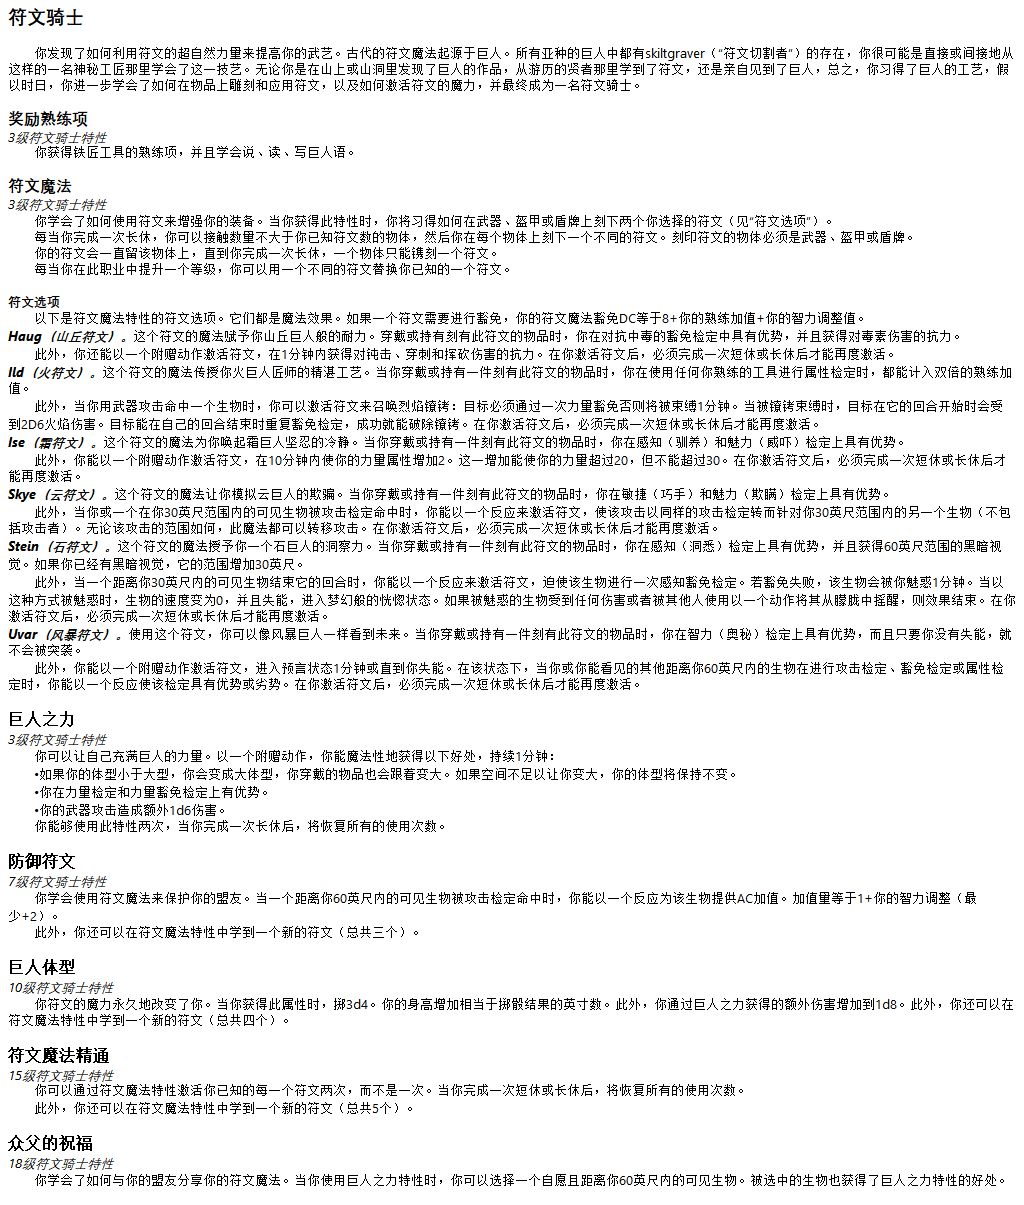 符文骑士
你发现了如何利用符文的超自然力量来提高你的武艺。古代的符文魔法起源于巨人。所有亚种的巨人中都有skiltgraver（“符文切割者”）的存在，你很可能是直接或间接地从
这样的一名神秘工匠那里学会了这一技艺。无论你是在山上或山洞里发现了巨人的作品，从游历的贤者那里学到了符文，还是亲自见到了巨人，总之，你习得了巨人的工艺，假
以时日，你进一步学会了如何在物品上雕刻和应用符文，以及如何激活符文的魔力，并最终成为一名符文骑士。
奖励熟练项
3级符文骑士特性
你获得铁匠工具的熟练项，并且学会说、读、写巨人语。
符文魔法
3级符文骑士特性
你学会了如何使用符文来增强你的装备。当你获得此特性时，你将习得如何在武器、盔甲或盾牌上刻下两个你选择的符文（见“符文选项”）。
每当你完成一次长休，你可以接触数量不大于你已知符文数的物体，然后你在每个物体上刻下一个不同的符文。刻印符文的物体必须是武器、盔甲或盾牌。
你的符文会一直留该物体上，直到你完成一次长休，一个物体只能镌刻一个符文。
每当你在此职业中提升一个等级，你可以用一个不同的符文替换你已知的一个符文。
符文选项
以下是符文魔法特性的符文选项。它们都是魔法效果。如果一个符文需要进行豁免，你的符文魔法豁免DC等于8+你的熟练加值+你的智力调整值。
Haug（山丘符文）。这个符文的魔法赋予你山丘巨人般的耐力。穿戴或持有刻有此符文的物品时，你在对抗中毒的豁免检定中具有优势，并且获得对毒素伤害的抗力。
此外，你还能以一个附赠动作激活符文，在1分钟内获得对钝击、穿刺和挥砍伤害的抗力。在你激活符文后，必须完成一次短休或长休后才能再度激活。
Ild（火符文）。这个符文的魔法传授你火巨人匠师的精湛工艺。当你穿戴或持有一件刻有此符文的物品时，你在使用任何你熟练的工具进行属性检定时，都能计入双倍的熟练加
值。
此外，当你用武器攻击命中一个生物时，你可以激活符文来召唤烈焰镣铐：目标必须通过一次力量豁免否则将被束缚1分钟。当被镣铐束缚时，目标在它的回合开始时会受
到2D6火焰伤害。目标能在自己的回合结束时重复豁免检定，成功就能破除镣铐。在你激活符文后，必须完成一次短休或长休后才能再度激活。
Ise（霜符文）。这个符文的魔法为你唤起霜巨人坚忍的冷静。当你穿戴或持有一件刻有此符文的物品时，你在感知（驯养）和魅力（威吓）检定上具有优势。
此外，你能以一个附赠动作激活符文，在10分钟内使你的力量属性增加2。这一增加能使你的力量超过20，但不能超过30。在你激活符文后，必须完成一次短休或长休后才
能再度激活。
Skye（云符文）。这个符文的魔法让你模拟云巨人的欺骗。当你穿戴或持有一件刻有此符文的物品时，你在敏捷（巧手）和魅力（欺瞒）检定上具有优势。
此外，当你或一个在你30英尺范围内的可见生物被攻击检定命中时，你能以一个反应来激活符文，使该攻击以同样的攻击检定转而针对你30英尺范围内的另一个生物（不包
括攻击者）。无论该攻击的范围如何，此魔法都可以转移攻击。在你激活符文后，必须完成一次短休或长休后才能再度激活。
Stein（石符文）。这个符文的魔法授予你一个石巨人的洞察力。当你穿戴或持有一件刻有此符文的物品时，你在感知（洞悉）检定上具有优势，并且获得60英尺范围的黑暗视
觉。如果你已经有黑暗视觉，它的范围增加30英尺。
此外，当一个距离你30英尺内的可见生物结束它的回合时，你能以一个反应来激活符文，迫使该生物进行一次感知豁免检定。若豁免失败，该生物会被你魅惑1分钟。当以
这种方式被魅惑时，生物的速度变为0，并且失能，进入梦幻般的恍惚状态。如果被魅惑的生物受到任何伤害或者被其他人使用以一个动作将其从朦胧中摇醒，则效果结束。在你
激活符文后，必须完成一次短休或长休后才能再度激活。
Uvar（风暴符文）。使用这个符文，你可以像风暴巨人一样看到未来。当你穿戴或持有一件刻有此符文的物品时，你在智力（奥秘）检定上具有优势，而且只要你没有失能，就
不会被突袭。
此外，你能以一个附赠动作激活符文，进入预言状态1分钟或直到你失能。在该状态下，当你或你能看见的其他距离你60英尺内的生物在进行攻击检定、豁免检定或属性检
定时，你能以一个反应使该检定具有优势或劣势。在你激活符文后，必须完成一次短休或长休后才能再度激活。
巨人之力
3级符文骑士特性
你可以让自己充满巨人的力量。以一个附赠动作，你能魔法性地获得以下好处，持续1分钟：
•如果你的体型小于大型，你会变成大体型，你穿戴的物品也会跟着变大。如果空间不足以让你变大，你的体型将保持不变。
•你在力量检定和力量豁免检定上有优势。
•你的武器攻击造成额外1d6伤害。
你能够使用此特性两次，当你完成一次长休后，将恢复所有的使用次数。
防御符文
7级符文骑士特性
你学会使用符文魔法来保护你的盟友。当一个距离你60英尺内的可见生物被攻击检定命中时，你能以一个反应为该生物提供AC加值。加值量等于1+你的智力调整（最
少+2）。
此外，你还可以在符文魔法特性中学到一个新的符文（总共三个）。
巨人体型
10级符文骑士特性
你符文的魔力永久地改变了你。当你获得此属性时，掷3d4。你的身高增加相当于掷骰结果的英寸数。此外，你通过巨人之力获得的额外伤害增加到1d8。此外，你还可以在
符文魔法特性中学到一个新的符文（总共四个）。
符文魔法精通
15级符文骑士特性
你可以通过符文魔法特性激活你已知的每一个符文两次，而不是一次。当你完成一次短休或长休后，将恢复所有的使用次数。
此外，你还可以在符文魔法特性中学到一个新的符文（总共5个）。
众父的祝福
18级符文骑士特性
你学会了如何与你的盟友分享你的符文魔法。当你使用巨人之力特性时，你可以选择一个自愿且距离你60英尺内的可见生物。被选中的生物也获得了巨人之力特性的好处。